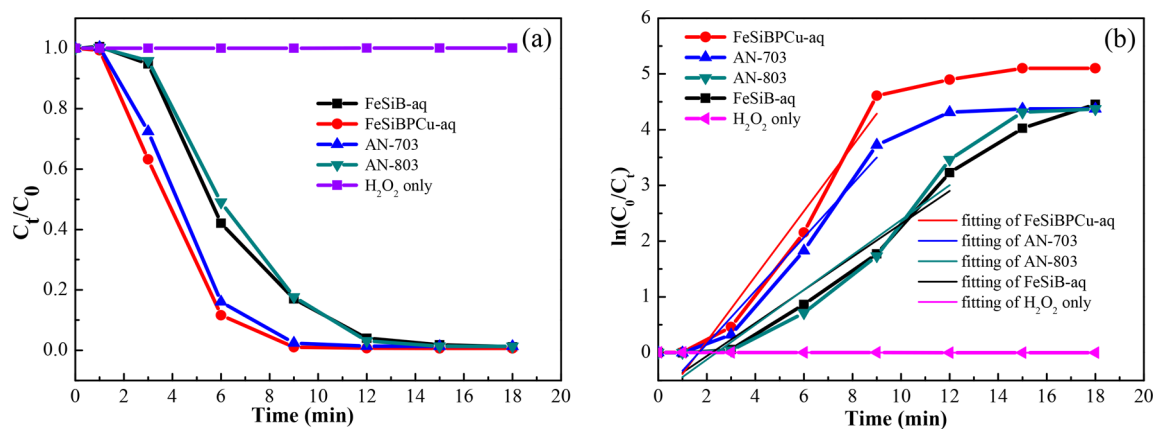 (a)
1.0
0.8
0.6
0.4
0.2
0.0
C_t/C_0
FeSiB-aq
FeSiBPCu-aq
AN-703
AN-803
H₂O₂ only
0 2 4 6 8 10 12 14 16 18 20
Time (min)
(b)
6
5
4
3
2
1
0
ln(C_0/C_t)
FeSiBPCu-aq
AN-703
AN-803
FeSiB-aq
H₂O₂ only
fitting of FeSiBPCu-aq
fitting of AN-703
fitting of AN-803
fitting of FeSiB-aq
fitting of H₂O₂ only
0 2 4 6 8 10 12 14 16 18 20
Time (min)